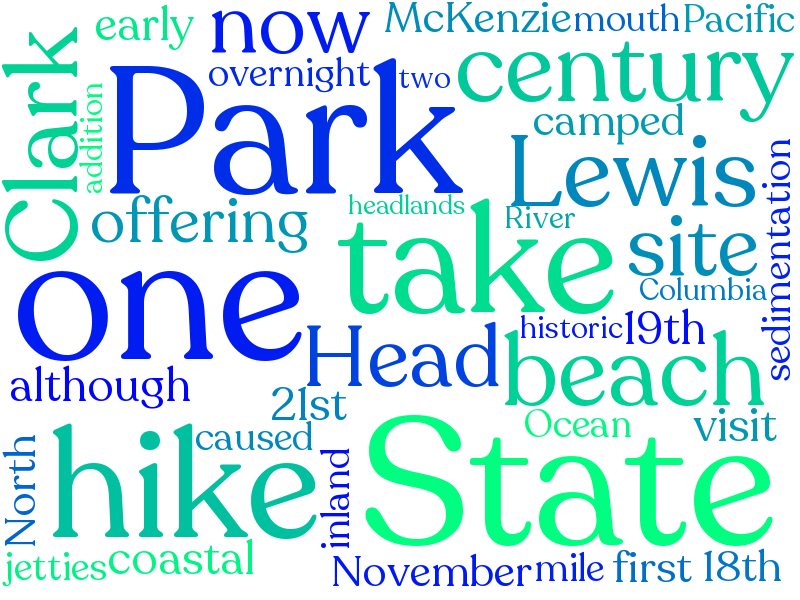 early
now
McKenzie
mouth
Pacific
Clark
overnight
two
century
addition
Park
camped
Lewis
offering
headlands
River
take
site
sedimentation
Columbia
one
historic
19th
Head
beach
although
21st
Ocean
visit
hike
caused
State
North
inland
jetties
coastal
November
mile
first
18th